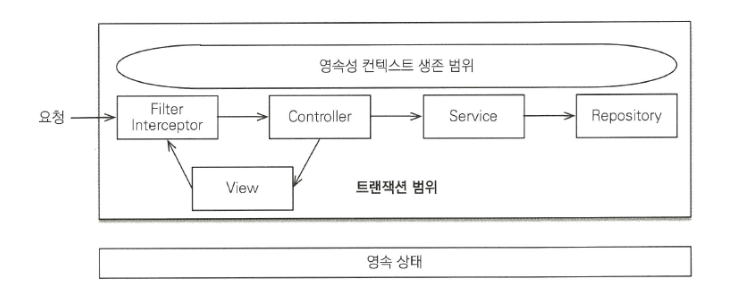 영속성 컨텍스트 생존 범위
요청
Filter
Interceptor
Controller
Service
Repository
View
트랜잭션 범위
영속 상태